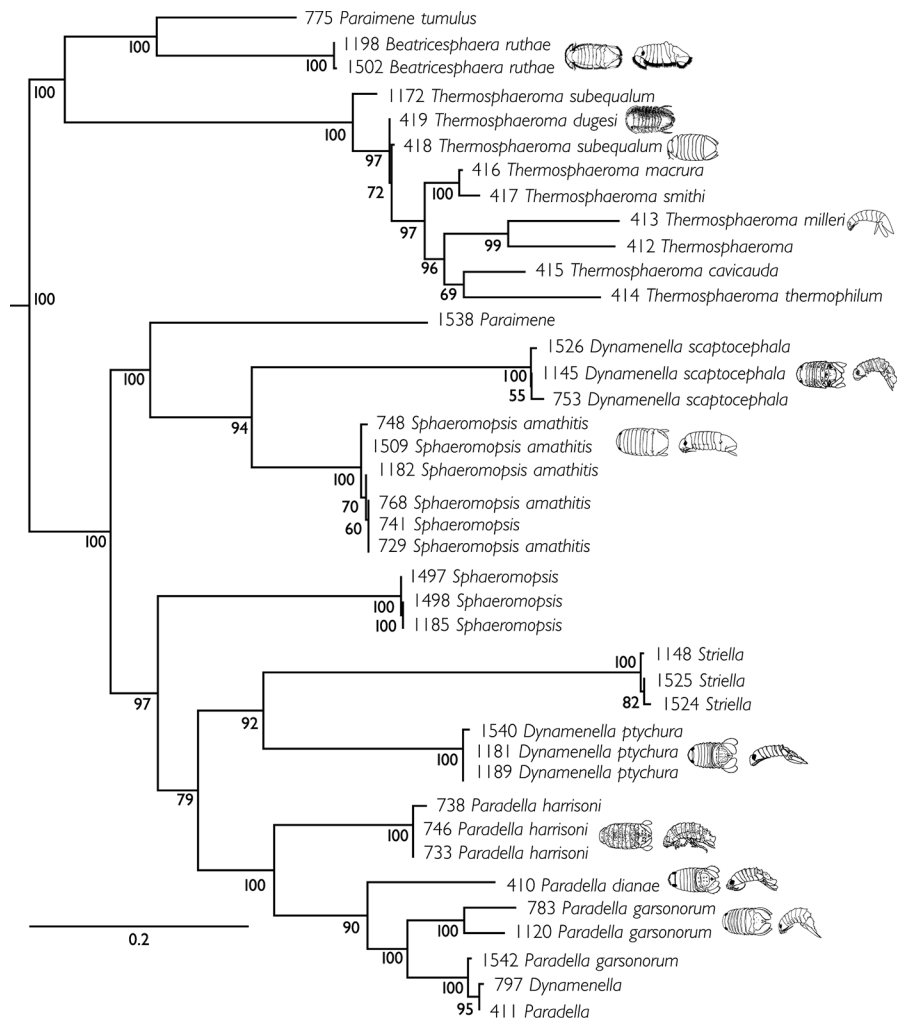 775 Paraimene tumulus
1198 Beatricesphaera ruthae
100
100
1502 Beatricesphaera ruthae
100
1172 Thermosphaeroma subequalum
419 Thermosphaeroma dugesi
100
418 Thermosphaeroma subequalum
97
416 Thermosphaeroma macrura
72
100
417 Thermosphaeroma smithi
413 Thermosphaeroma milleri
97
99
412 Thermosphaeroma
96
415 Thermosphaeroma cavicauda
69
414 Thermosphaeroma thermophilum
100
1538 Paraimene
1526 Dynamenella scaptocephala
100
100
1145 Dynamenella scaptocephala
55
753 Dynamenella scaptocephala
94
748 Sphaeromopsis amathitis
1509 Sphaeromopsis amathitis
1182 Sphaeromopsis amathitis
100
70
768 Sphaeromopsis amathitis
60
741 Sphaeromopsis
100
729 Sphaeromopsis amathitis
1497 Sphaeromopsis
100
1498 Sphaeromopsis
100
1185 Sphaeromopsis
100
1148 Striella
1525 Striella
97
82
1524 Striella
92
1540 Dynamenella ptychura
100
1181 Dynamenella ptychura
1189 Dynamenella ptychura
79
738 Paradella harrisoni
100
746 Paradella harrisoni
733 Paradella harrisoni
100
410 Paradella dianae
783 Paradella garsonorum
90
100
1120 Paradella garsonorum
0.2
100
1542 Paradella garsonorum
100
797 Dynamenella
95
411 Paradella